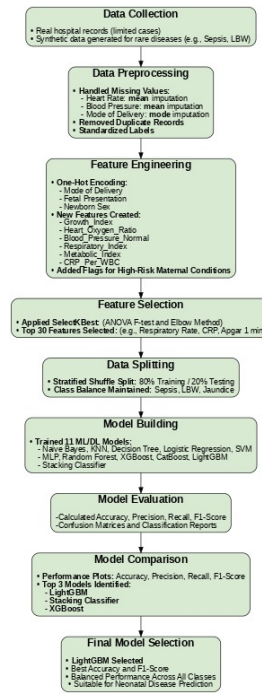 Data Collection
• Real hospital records (limited cases)
• Synthetic data generated for rare diseases (e.g., Sepsis, LBW)
Data Preprocessing
• Handled Missing Values:
- Heart Rate: mean imputation
- Blood Pressure: mean imputation
- Mode of Delivery: mode imputation
• Removed Duplicate Records
• Standardized Labels
Feature Engineering
• One-Hot Encoding:
- Mode of Delivery
- Fetal Presentation
- Newborn Sex
• New Features Created:
- Growth_Index
- Heart_Oxygen_Ratio
- Blood_Pressure_Normal
- Respiratory_Index
- Metabolic_Index
- CRP_Per_WBC
• Added Flags for High-Risk Maternal Conditions
Feature Selection
• Applied SelectKBest: (ANOVA F-test and Elbow Method)
• Top 30 Features Selected: (e.g., Respiratory Rate, CRP, Apgar 1 min
Data Splitting
• Stratified Shuffle Split: 80% Training / 20% Testing
• Class Balance Maintained: Sepsis, LBW, Jaundice
Model Building
• Trained 11 ML/DL Models:
- Naive Bayes, KNN, Decision Tree, Logistic Regression, SVM
- MLP, Random Forest, XGBoost, CatBoost, LightGBM
- Stacking Classifier
Model Evaluation
-Calculated Accuracy, Precision, Recall, F1-Score
-Confusion Matrices and Classification Reports
Model Comparison
• Performance Plots: Accuracy, Precision, Recall, F1-Score
• Top 3 Models Identified:
- LightGBM
- Stacking Classifier
- XGBoost
Final Model Selection
• LightGBM Selected
• Best Accuracy and F1-Score
• Balanced Performance Across All Classes
• Suitable for Neonatal Disease Prediction